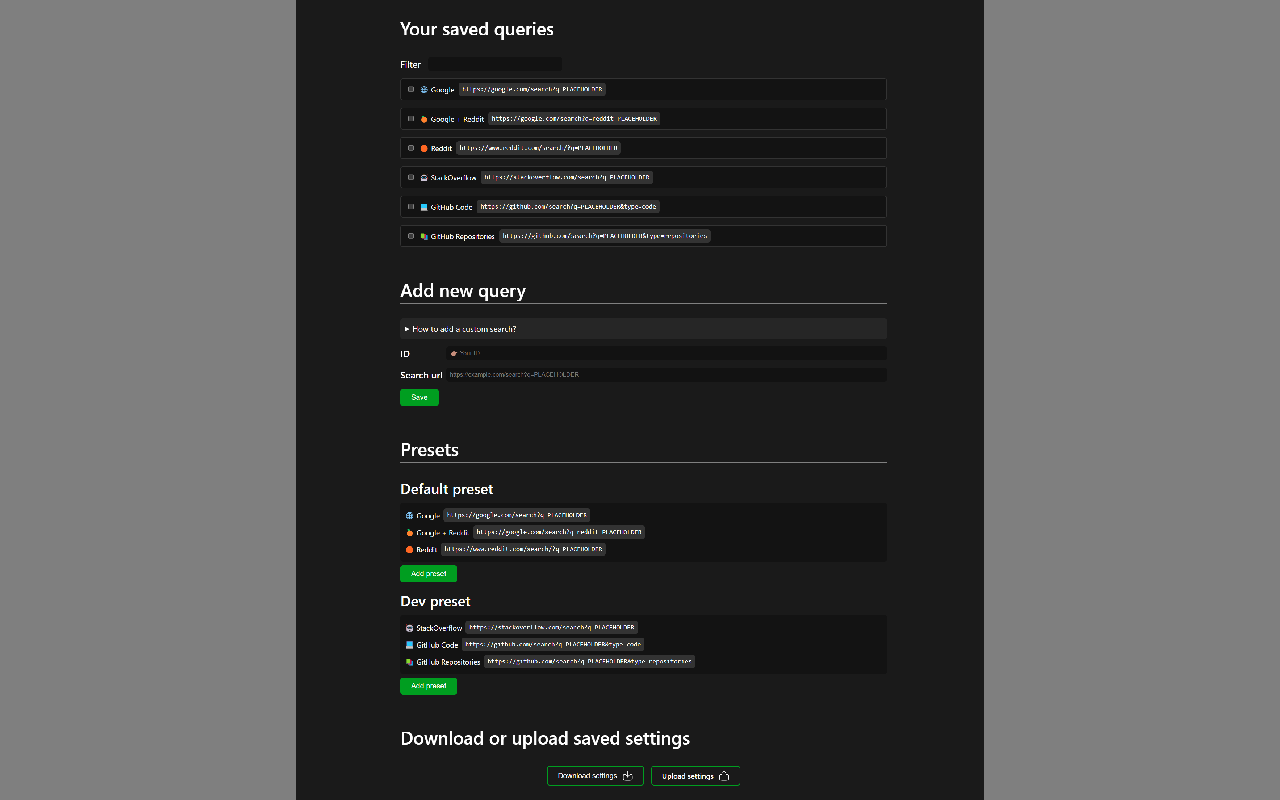 Your saved queries
Filter
Google https://google.com/search?q=PLACEHOLDER
Google + Reddit https://google.com/search?q=reddit PLACEHOLDER
Reddit https://www.reddit.com/search/?q=PLACEHOLDER
StackOverflow https://stackoverflow.com/search?q=PLACEHOLDER
GitHub Code https://github.com/search?q=PLACEHOLDER&type=code
GitHub Repositories https://github.com/search?q=PLACEHOLDER&type=repositories
Add new query
How to add a custom search?
ID Your ID
Search url https://example.com/search?q=PLACEHOLDER
Save
Presets
Default preset
Google https://google.com/search?q=PLACEHOLDER
Google + Reddit https://google.com/search?q=reddit PLACEHOLDER
Reddit https://www.reddit.com/search/?q=PLACEHOLDER
Add preset
Dev preset
StackOverflow https://stackoverflow.com/search?q=PLACEHOLDER
GitHub Code https://github.com/search?q=PLACEHOLDER&type=code
GitHub Repositories https://github.com/search?q=PLACEHOLDER&type=repositories
Add preset
Download or upload saved settings
Download settings Upload settings